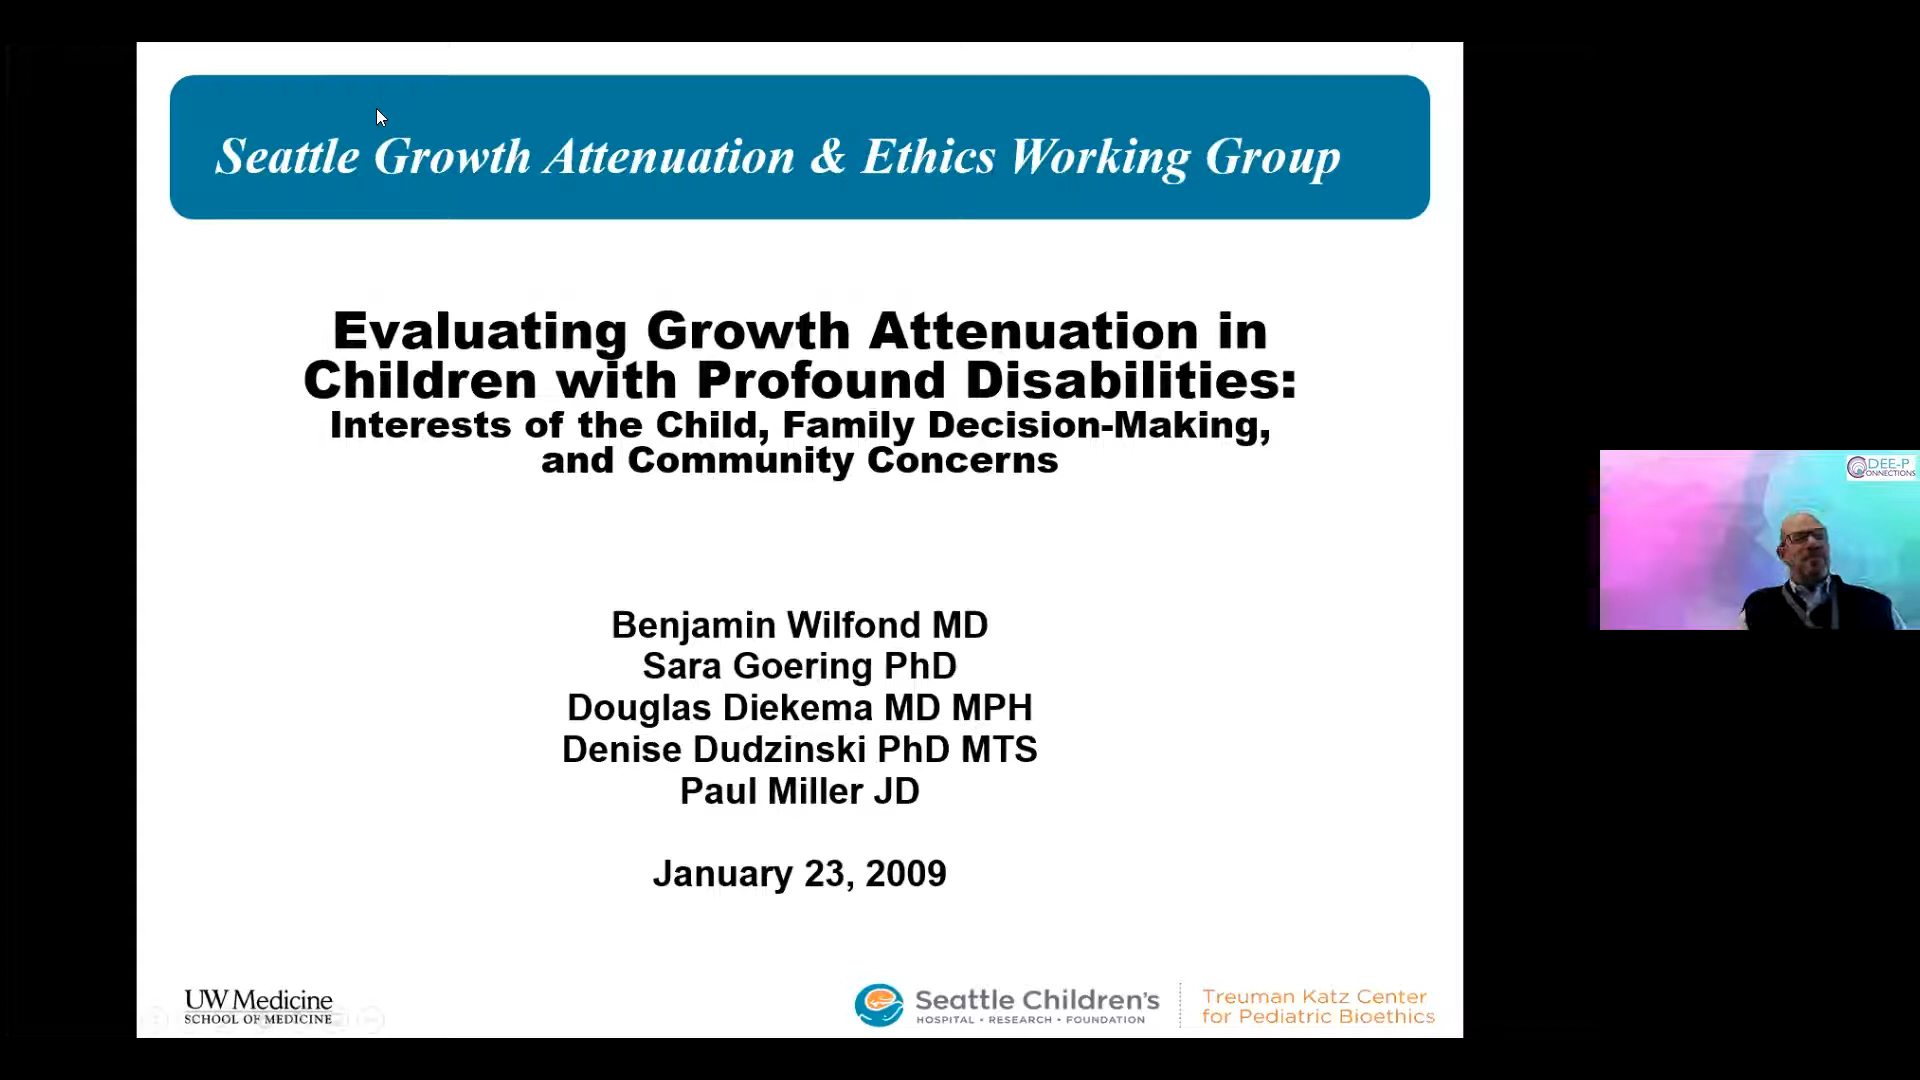 Seattle Growth Attenuation & Ethics Working Group
Evaluating Growth Attenuation in
Children with Profound Disabilities:
Interests of the Child, Family Decision-Making,
and Community Concerns
Benjamin Wilfond MD
Sara Goering PhD
Douglas Diekema MD MPH
Denise Dudzinski PhD MTS
Paul Miller JD
January 23, 2009
UW Medicine
SCHOOL OF MEDICINE
Seattle Children's
HOSPITAL • RESEARCH • FOUNDATION
Treuman Katz Center
for Pediatric Bioethics
DEE-P
CONNECTIONS